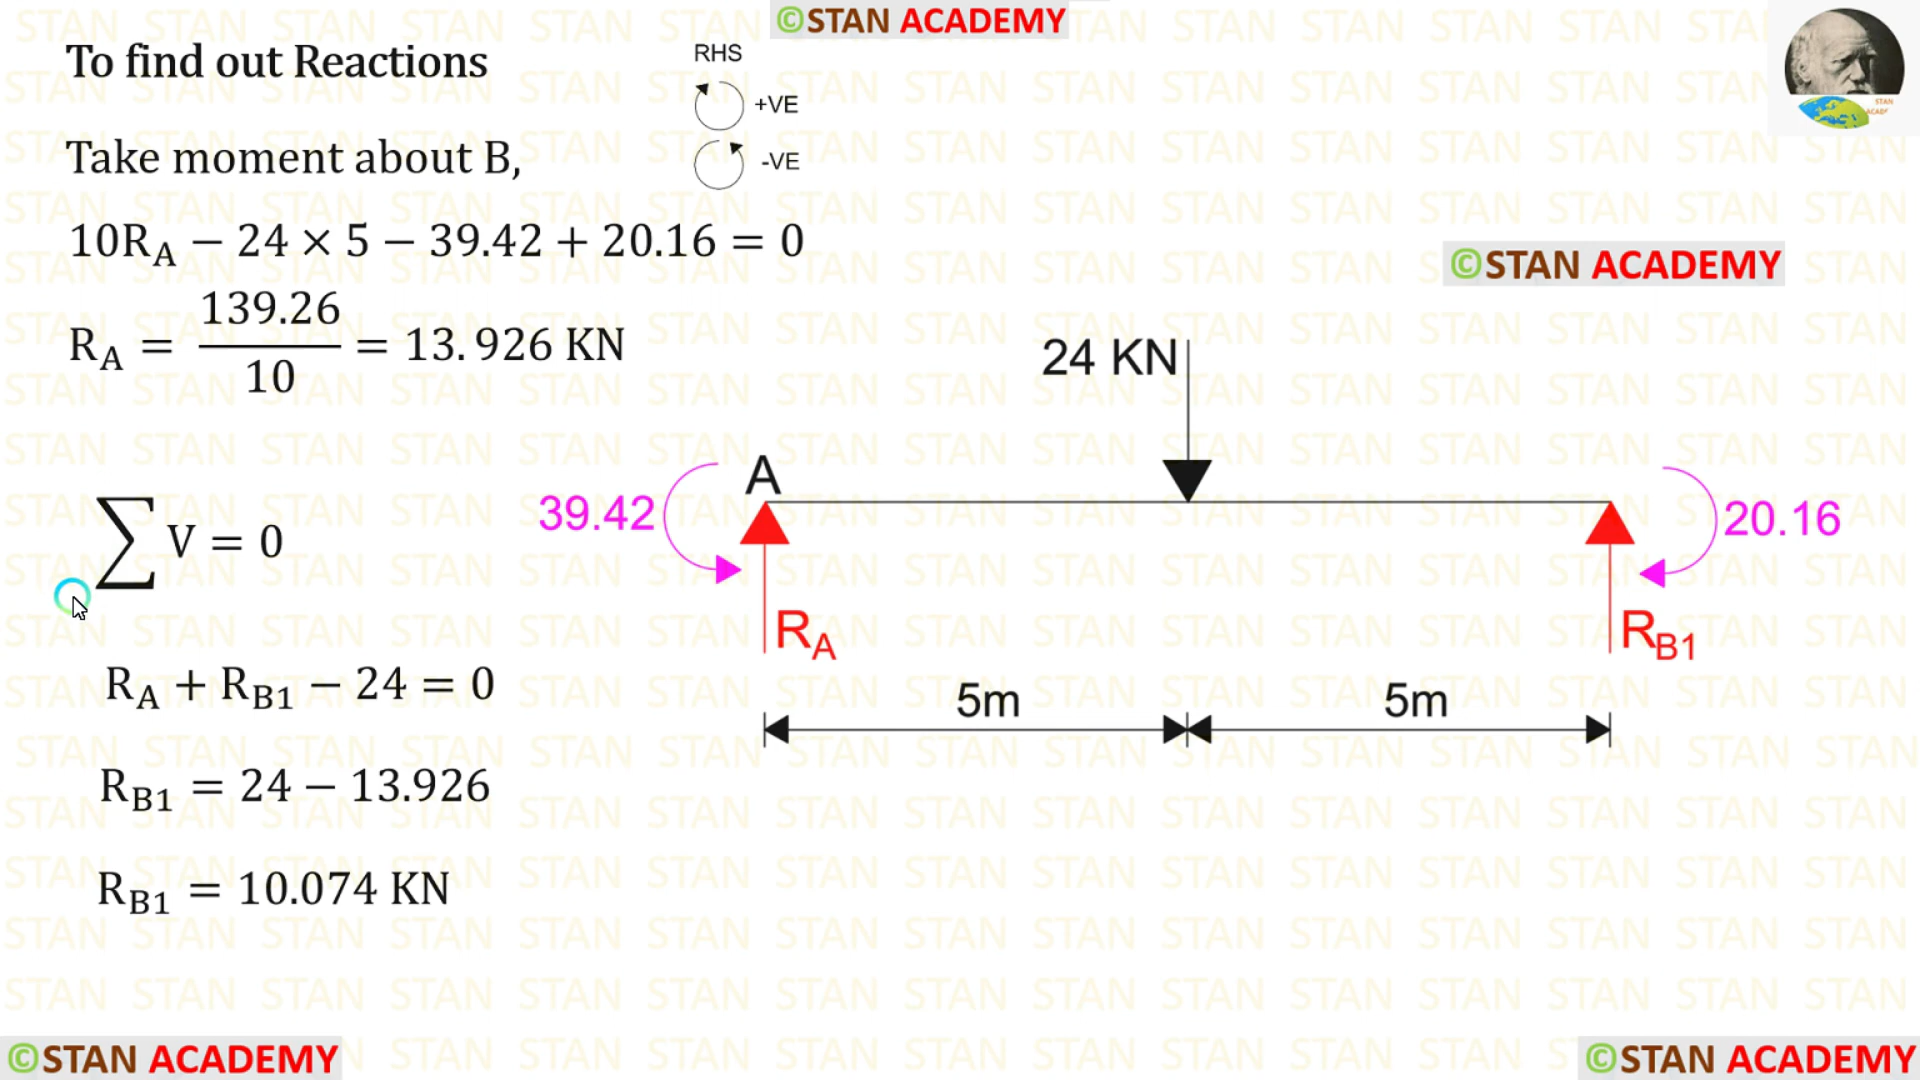 ©STAN ACADEMY
To find out Reactions
RHS
+VE
-VE
Take moment about B,
10R_A − 24 × 5 − 39.42 + 20.16 = 0
R_A = 139.26/10 = 13.926 KN
∑ V = 0
R_A + R_B1 − 24 = 0
R_B1 = 24 − 13.926
R_B1 = 10.074 KN
©STAN ACADEMY
24 KN
A
39.42
20.16
R_A
R_B1
5m
5m
©STAN ACADEMY
©STAN ACADEMY